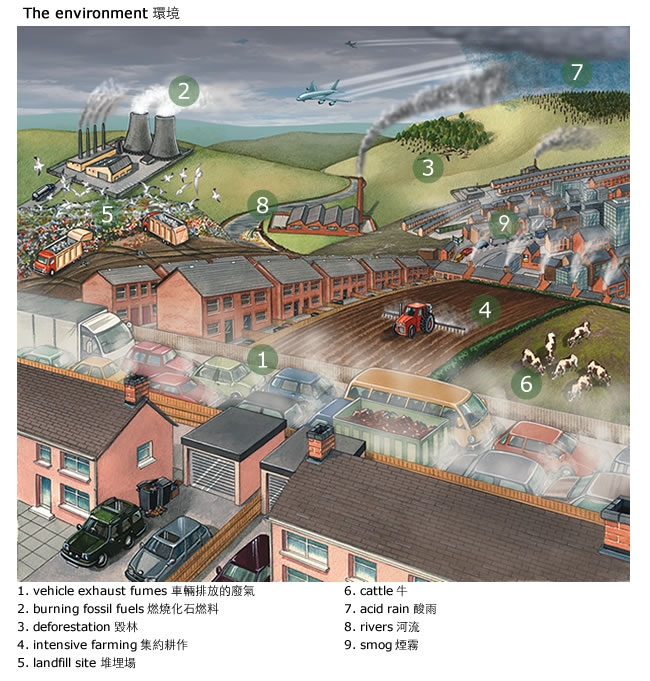 The environment 環境
2
7
3
5
8
9
4
1
6
1. vehicle exhaust fumes 車輛排放的廢氣
2. burning fossil fuels 燃燒化石燃料
3. deforestation 毀林
4. intensive farming 集約耕作
5. landfill site 堆埋場
6. cattle 牛
7. acid rain 酸雨
8. rivers 河流
9. smog 煙霧